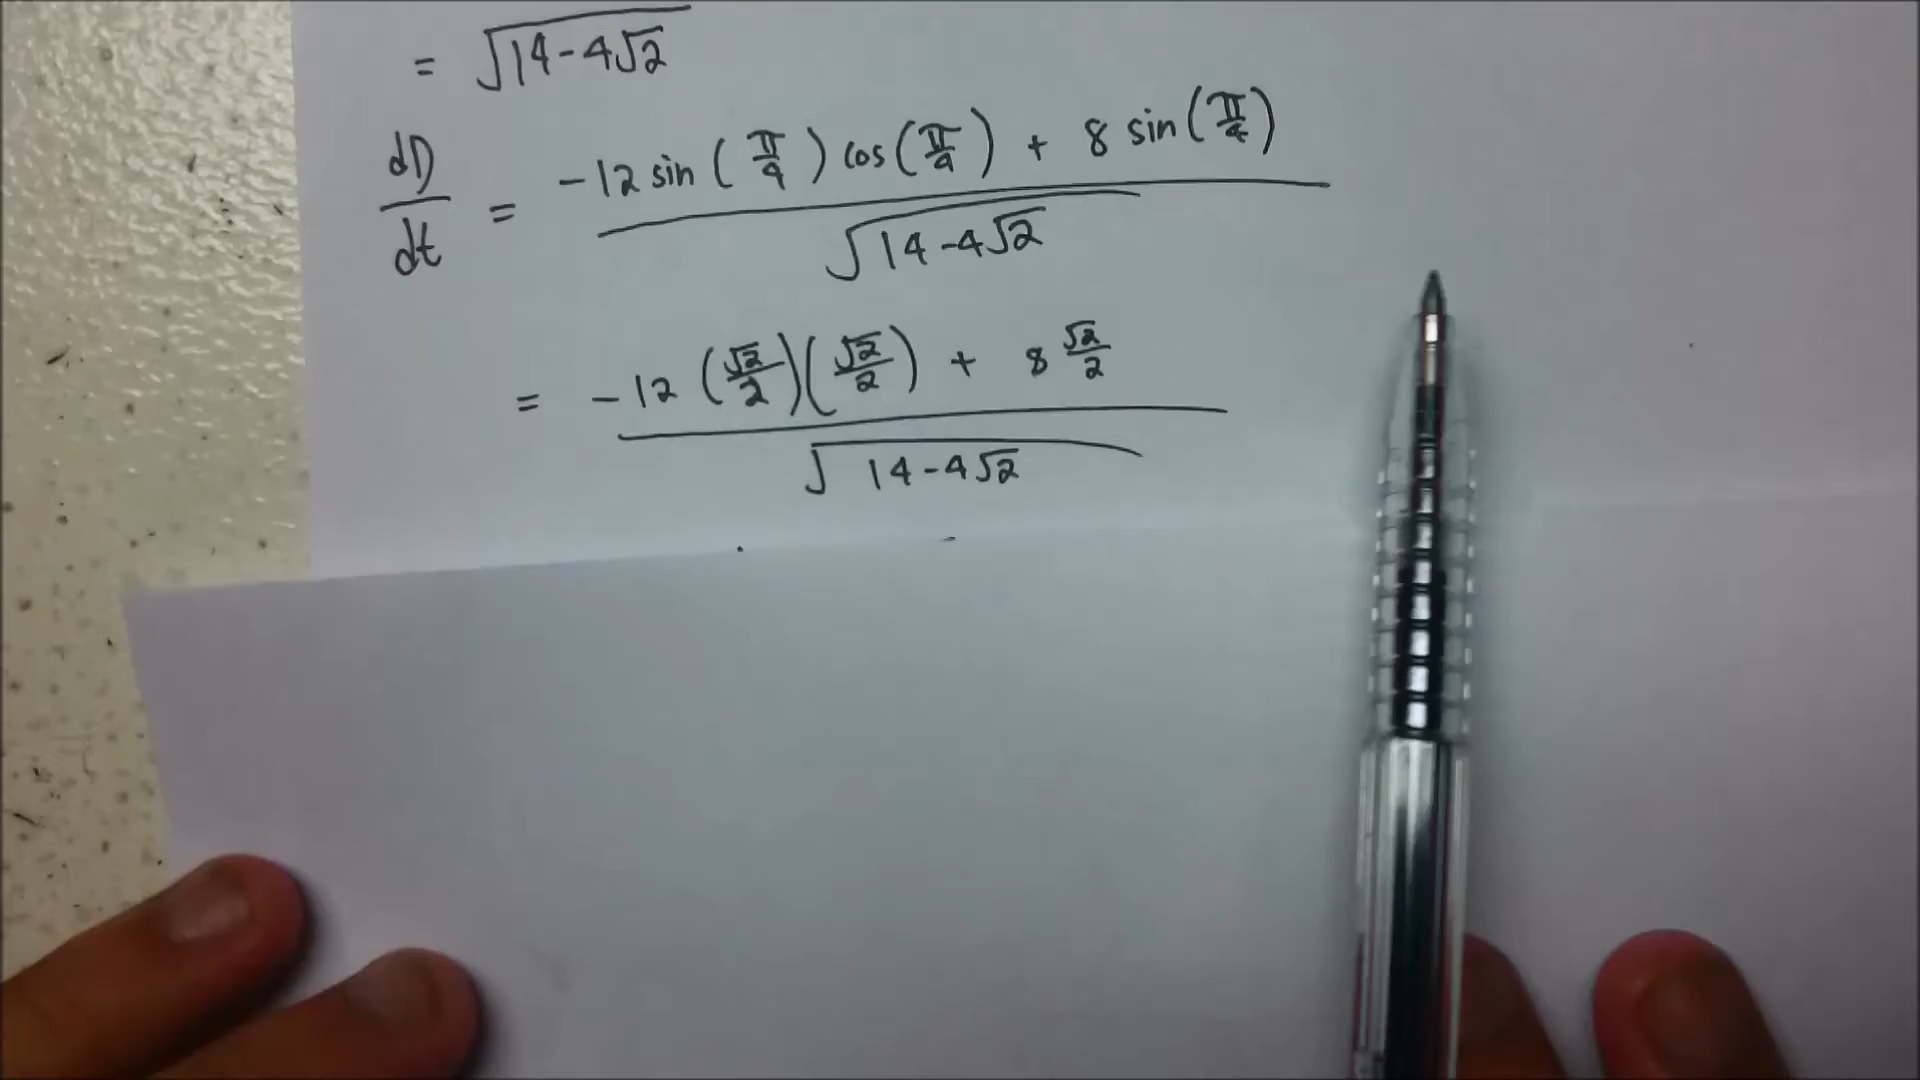 = √(14-4√2)
dD/dt = (-12 sin(π/4) cos(π/4) + 8 sin(π/4)) / √(14-4√2)
= (-12 (√2/2)(√2/2) + 8 √2/2) / √(14-4√2)